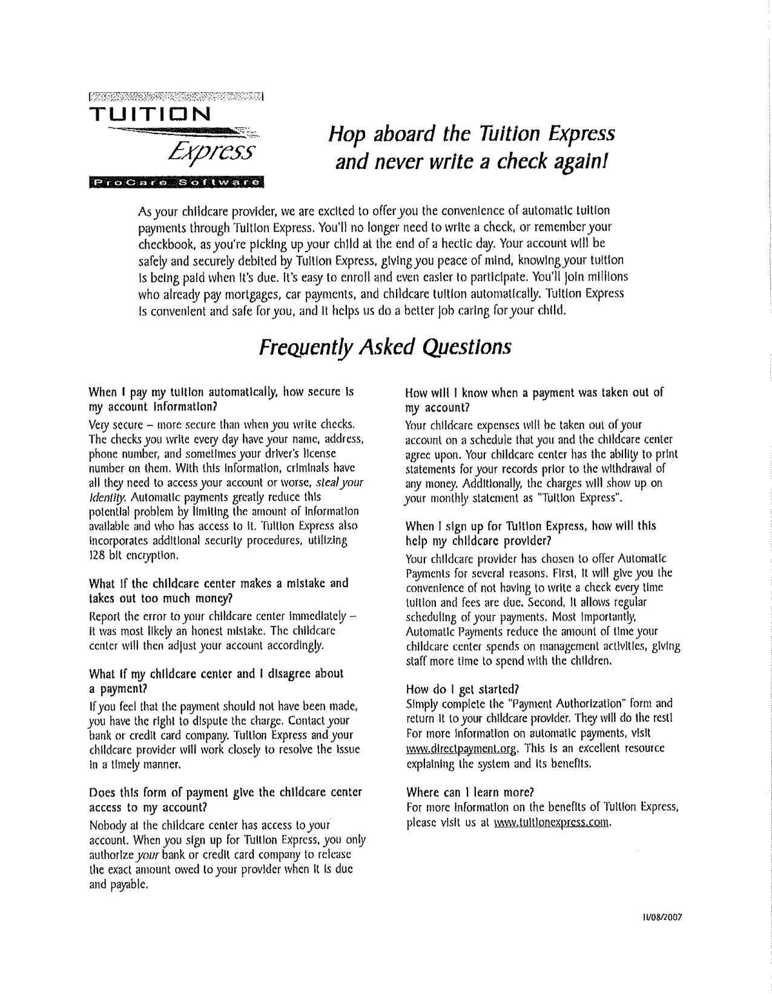 TUITION
Express
ProCare Software
Hop aboard the Tuition Express
and never write a check again!
As your childcare provider, we are excited to offer you the convenience of automatic tuition
payments through Tuition Express. You'll no longer need to write a check, or remember your
checkbook, as you're picking up your child at the end of a hectic day. Your account will be
safely and securely debited by Tuition Express, giving you peace of mind, knowing your tuition
is being paid when it's due. It's easy to enroll and even easier to participate. You'll join millions
who already pay mortgages, car payments, and childcare tuition automatically. Tuition Express
is convenient and safe for you, and it helps us do a better job caring for your child.
Frequently Asked Questions
When I pay my tuition automatically, how secure is
my account information?
Very secure – more secure than when you write checks.
The checks you write every day have your name, address,
phone number, and sometimes your driver's license
number on them. With this information, criminals have
all they need to access your account or worse, steal your
identity. Automatic payments greatly reduce this
potential problem by limiting the amount of information
available and who has access to it. Tuition Express also
incorporates additional security procedures, utilizing
128 bit encryption.
What if the childcare center makes a mistake and
takes out too much money?
Report the error to your childcare center immediately –
it was most likely an honest mistake. The childcare
center will then adjust your account accordingly.
What if my childcare center and I disagree about
a payment?
If you feel that the payment should not have been made,
you have the right to dispute the charge. Contact your
bank or credit card company. Tuition Express and your
childcare provider will work closely to resolve the issue
in a timely manner.
Does this form of payment give the childcare center
access to my account?
Nobody at the childcare center has access to your
account. When you sign up for Tuition Express, you only
authorize your bank or credit card company to release
the exact amount owed to your provider when it is due
and payable.
How will I know when a payment was taken out of
my account?
Your childcare expenses will be taken out of your
account on a schedule that you and the childcare center
agree upon. Your childcare center has the ability to print
statements for your records prior to the withdrawal of
any money. Additionally, the charges will show up on
your monthly statement as "Tuition Express".
When I sign up for Tuition Express, how will this
help my childcare provider?
Your childcare provider has chosen to offer Automatic
Payments for several reasons. First, it will give you the
convenience of not having to write a check every time
tuition and fees are due. Second, it allows regular
scheduling of your payments. Most importantly,
Automatic Payments reduce the amount of time your
childcare center spends on management activities, giving
staff more time to spend with the children.
How do I get started?
Simply complete the "Payment Authorization" form and
return it to your childcare provider. They will do the rest!
For more information on automatic payments, visit
www.directpayment.org. This is an excellent resource
explaining the system and its benefits.
Where can I learn more?
For more information on the benefits of Tuition Express,
please visit us at www.tuitionexpress.com.
11/08/2007